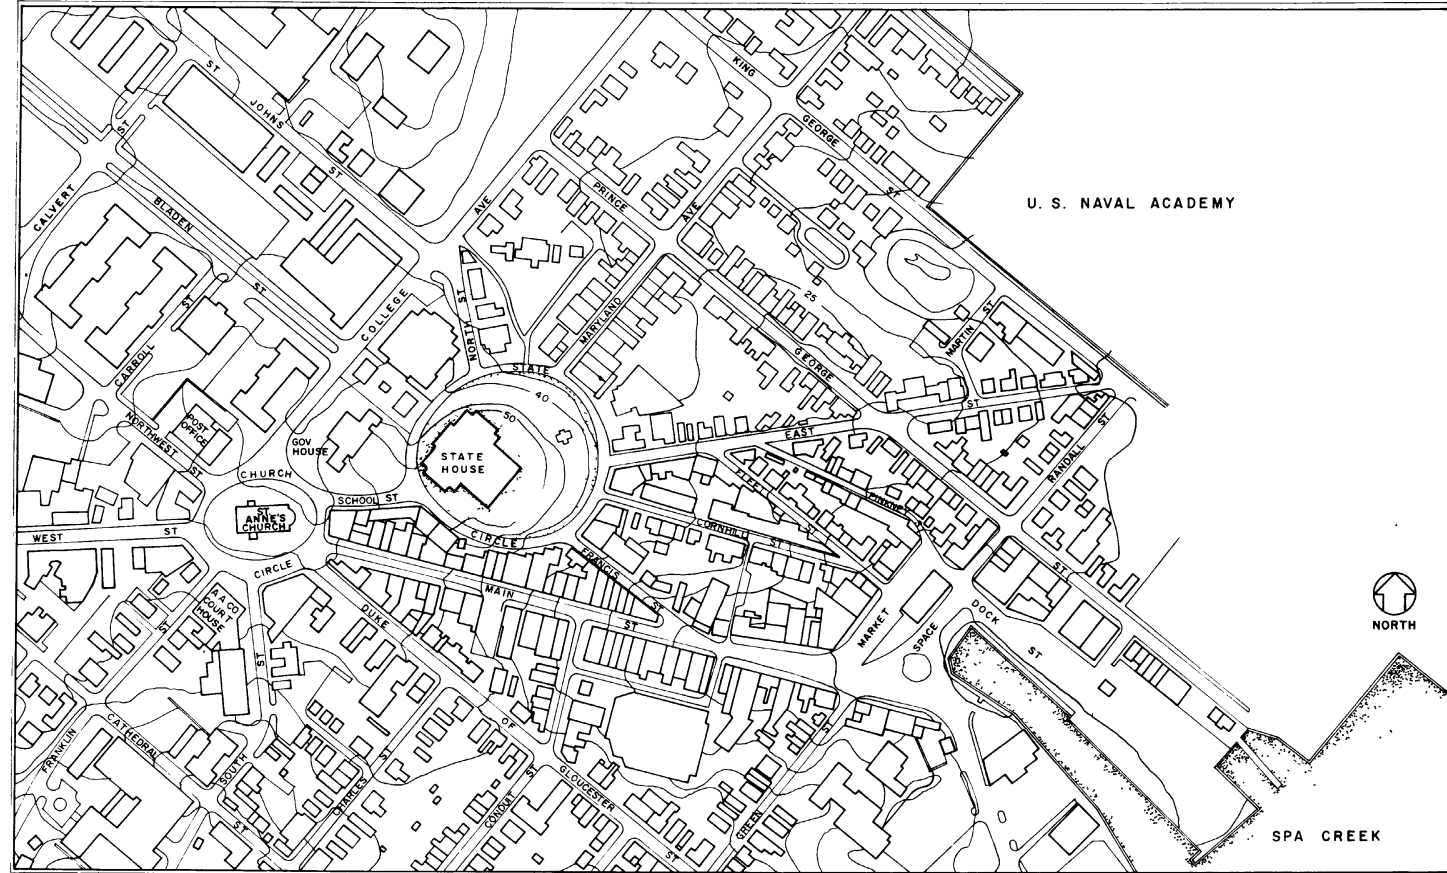 KING
GEORGE
ST
ST
JOHNS
ST
ST
CALVERT
BLADEN
ST
AVE
PRINCE
AVE
U. S. NAVAL ACADEMY
25
ST
MARTIN
COLLEGE
ST
NORTH
MARYLAND
GEORGE
ST
CARROLL
STATE
40
50
ST
EAST
ST
RANDALL
NORTHWEST ST
POST
OFFICE
GOV
HOUSE
STATE
HOUSE
CHURCH
SCHOOL ST
ST.
ANNE'S
CHURCH
WEST ST
CIRCLE
CIRCLE
FLEET
ST
PINKNEY
CORNHILL ST
FRANCIS
ST
MAIN
ST
DUKE
OF
GLOUCESTER
ST
A.A.CO
COURT
HOUSE
ST
ST
MARKET
SPACE
DOCK
ST
ST
NORTH
FRANKLIN
CATHEDRAL
ST
SOUTH
CHARLES
ST
CONDUIT
ST
GREEN
ST
SPA CREEK